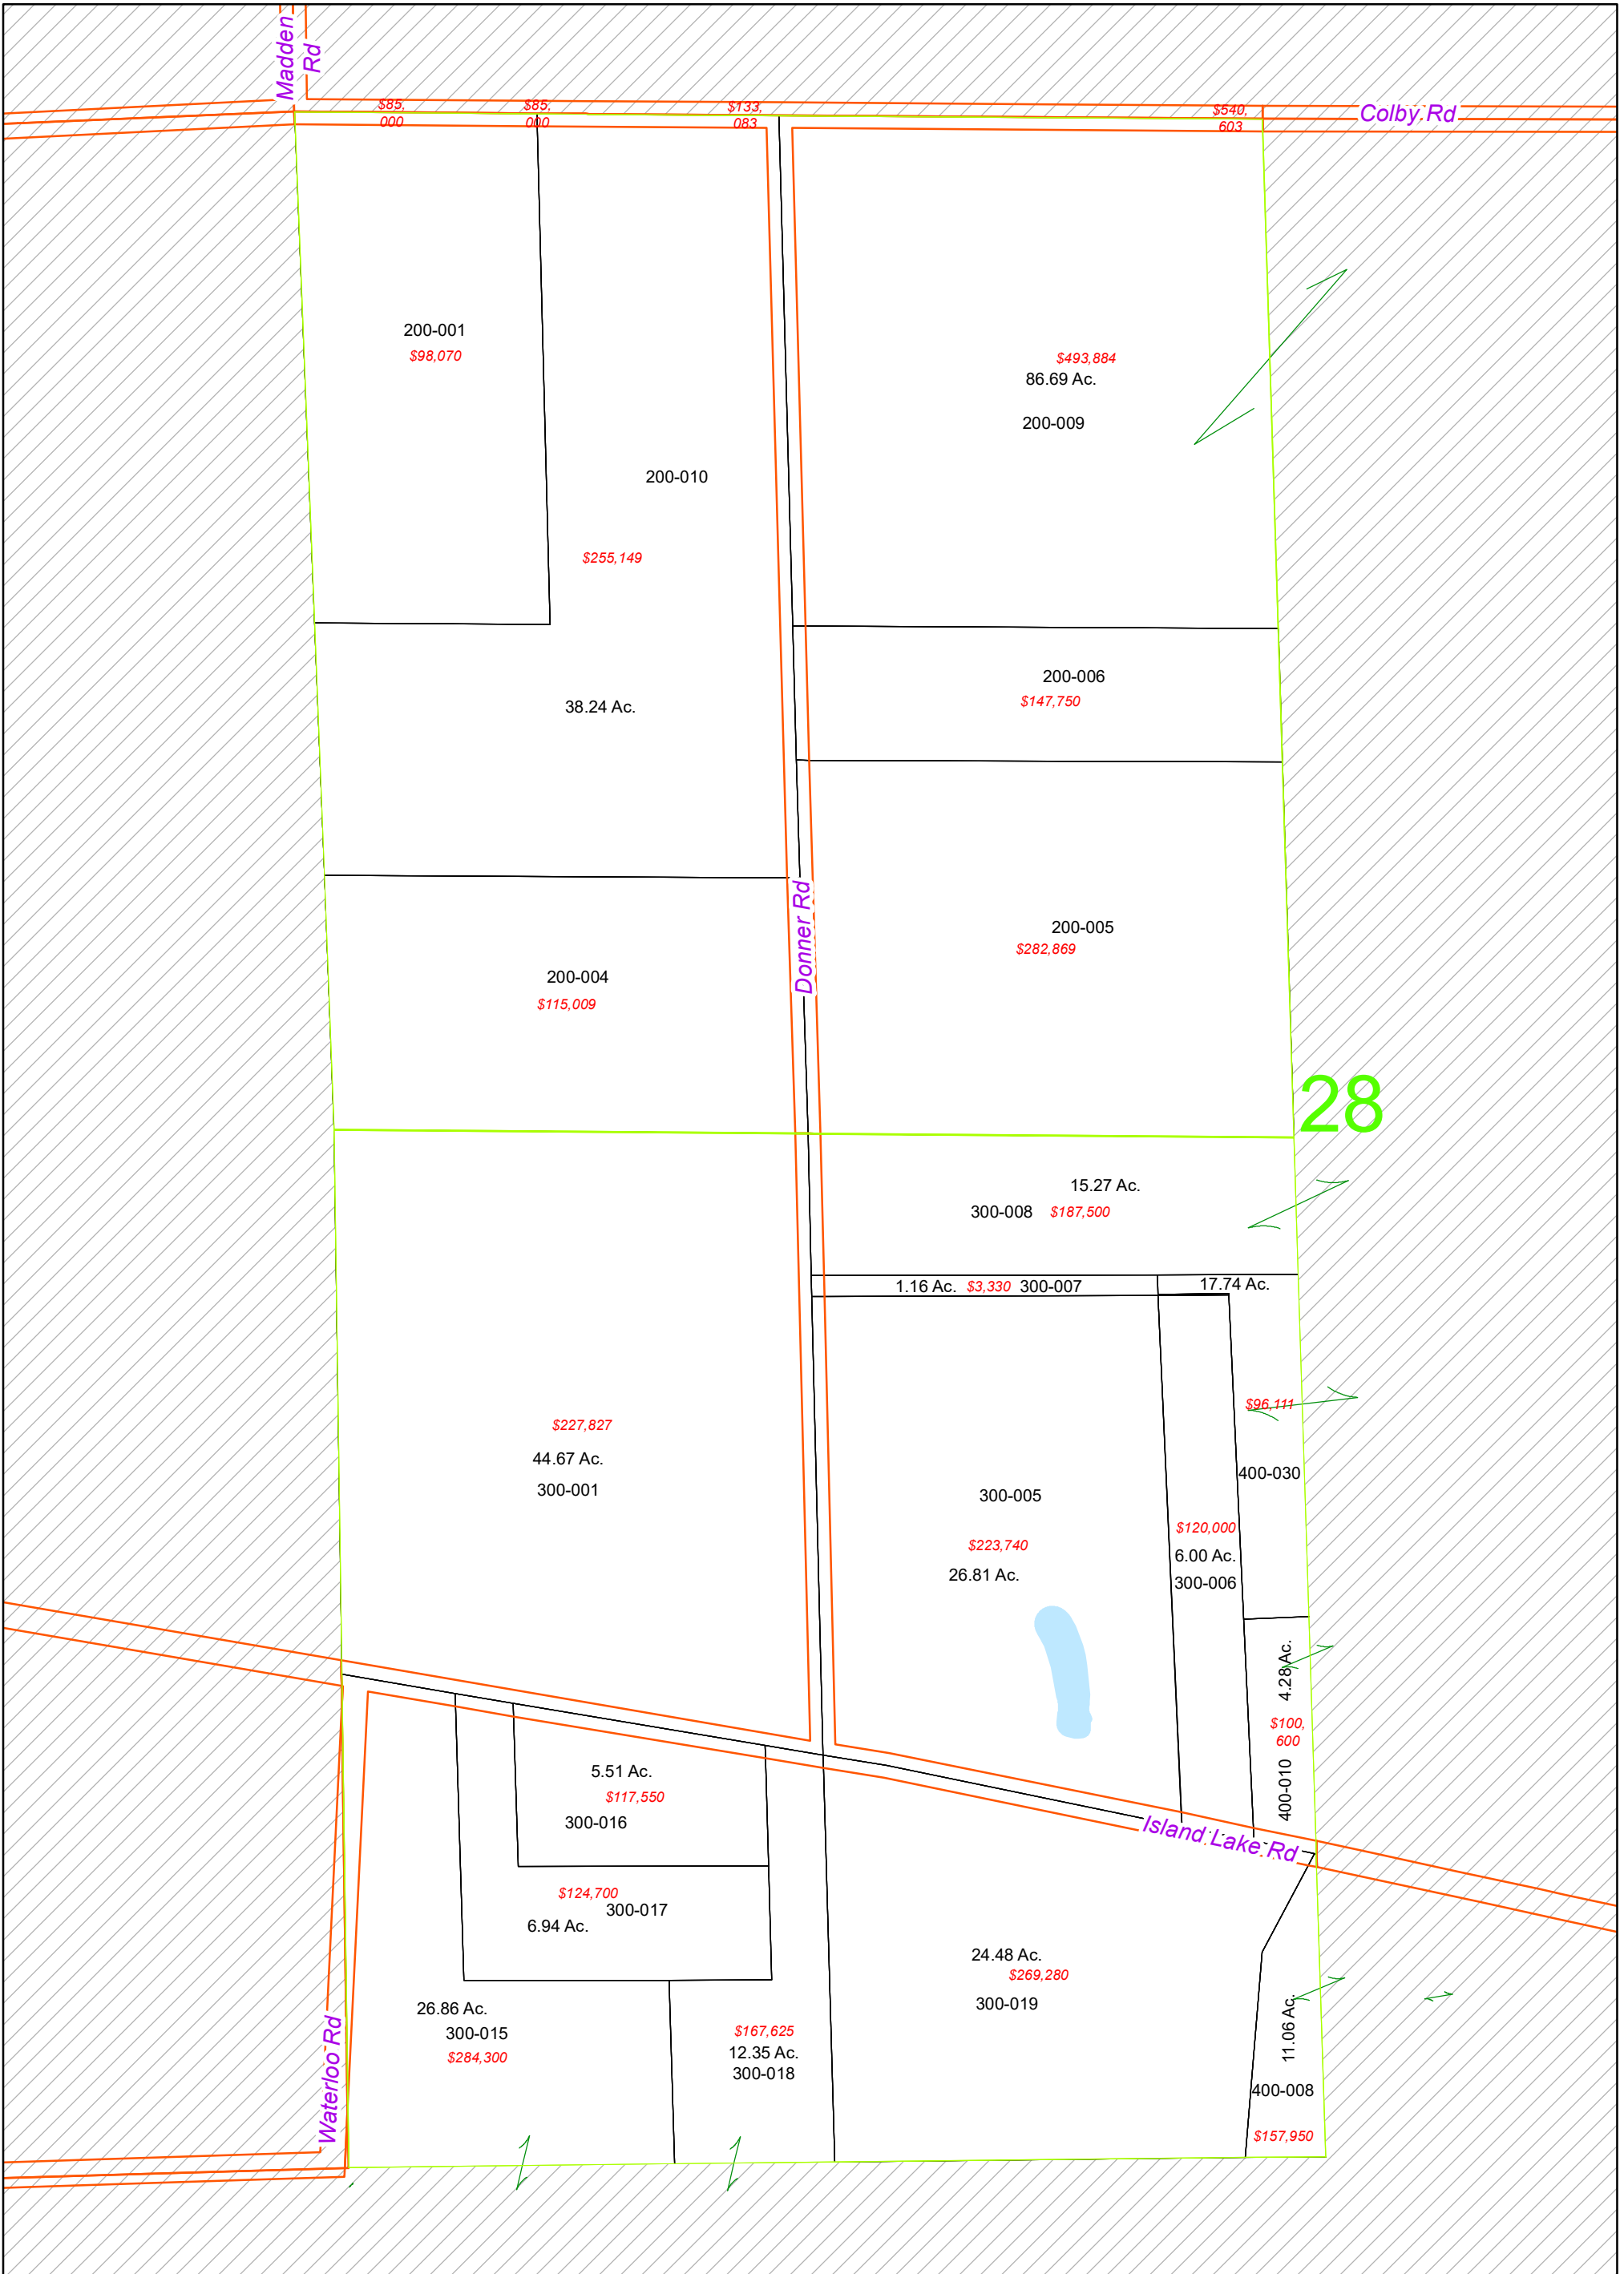 Madden
Rd
$85,
000
$85,
000
$133,
083
$540,
603
Colby Rd
200-001
$98,070
$493,884
86.69 Ac.
200-009
200-010
$255,149
200-006
$147,750
38.24 Ac.
Donner Rd
200-005
$282,869
200-004
$115,009
28
15.27 Ac.
300-008 $187,500
1.16 Ac. $3,330 300-007
17.74 Ac.
$96,111
400-030
$227,827
44.67 Ac.
300-001
300-005
$223,740
26.81 Ac.
$120,000
6.00 Ac.
300-006
4.28 Ac.
$100,
600
400-010
5.51 Ac.
$117,550
300-016
Island Lake Rd
$124,700
300-017
6.94 Ac.
24.48 Ac.
$269,280
300-019
26.86 Ac.
300-015
$284,300
$167,625
12.35 Ac.
300-018
11.06 Ac.
400-008
$157,950
Waterloo Rd